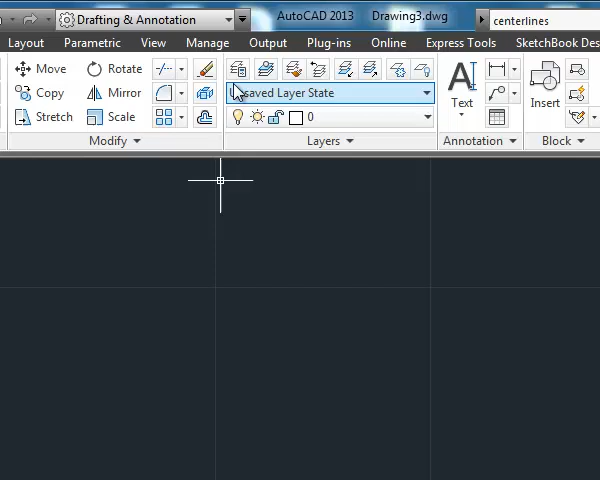 Drafting & Annotation AutoCAD 2013 Drawing3.dwg centerlines
Layout Parametric View Manage Output Plug-ins Online Express Tools SketchBook Des
Move Rotate
Copy Mirror saved Layer State Text Insert
Stretch Scale 0
Modify Layers Annotation Block